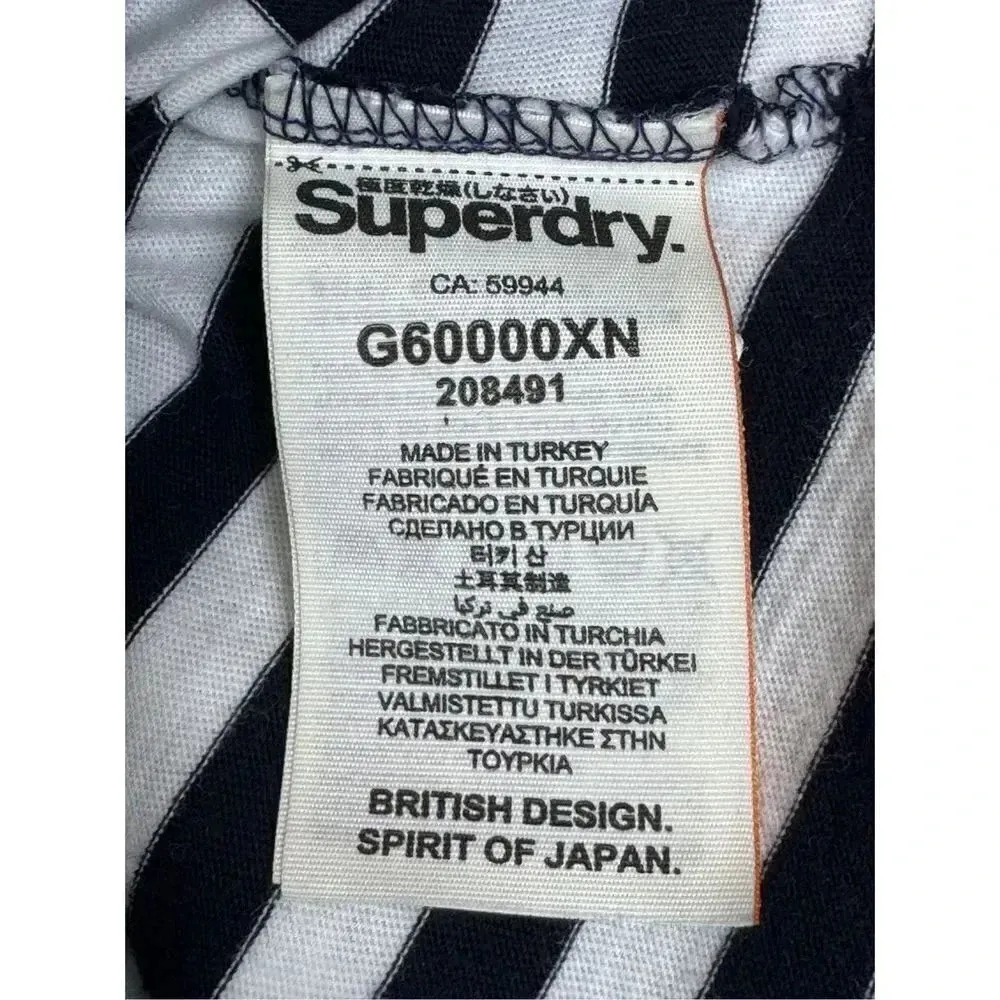 極度乾燥(しなさい)
Superdry.
CA: 59944
G60000XN
208491
MADE IN TURKEY
FABRIQUÉ EN TURQUIE
FABRICADO EN TURQUÍA
СДЕЛАНО В ТУРЦИИ
터키 산
土耳其制造
صنع في تركيا
FABBRICATO IN TURCHIA
HERGESTELLT IN DER TÜRKEI
FREMSTILLET I TYRKIET
VALMISTETTU TURKISSA
ΚΑΤΑΣΚΕΥΑΣΤΗΚΕ ΣΤΗΝ
ΤΟΥΡΚΙΑ
BRITISH DESIGN.
SPIRIT OF JAPAN.